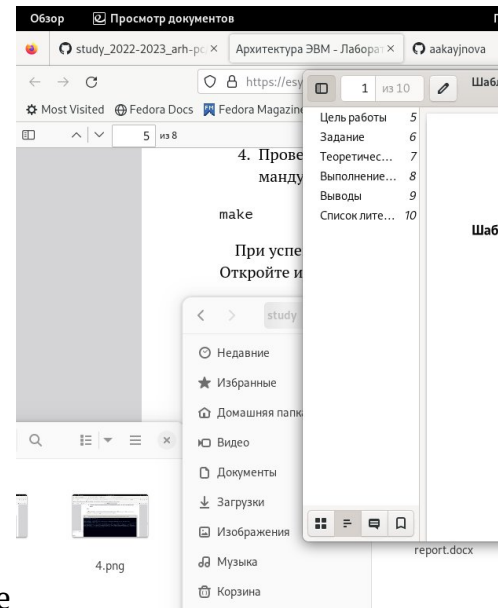 Обзор Просмотр документов
study_2022-2023_arh-pc
Архитектура ЭВМ - Лаборат
aakayjnova
https://esy
Most Visited Fedora Docs Fedora Magazine
5 из 8
4. Прове
манду
make
При успе
Откройте и
1 из 10
Шабл
Цель работы 5
Задание 6
Теоретичес... 7
Выполнение... 8
Выводы 9
Список лите... 10
Шаб
study
Недавние
Избранные
Домашняя папка
Видео
Документы
Загрузки
Изображения
Музыка
Корзина
4.png
report.docx
е